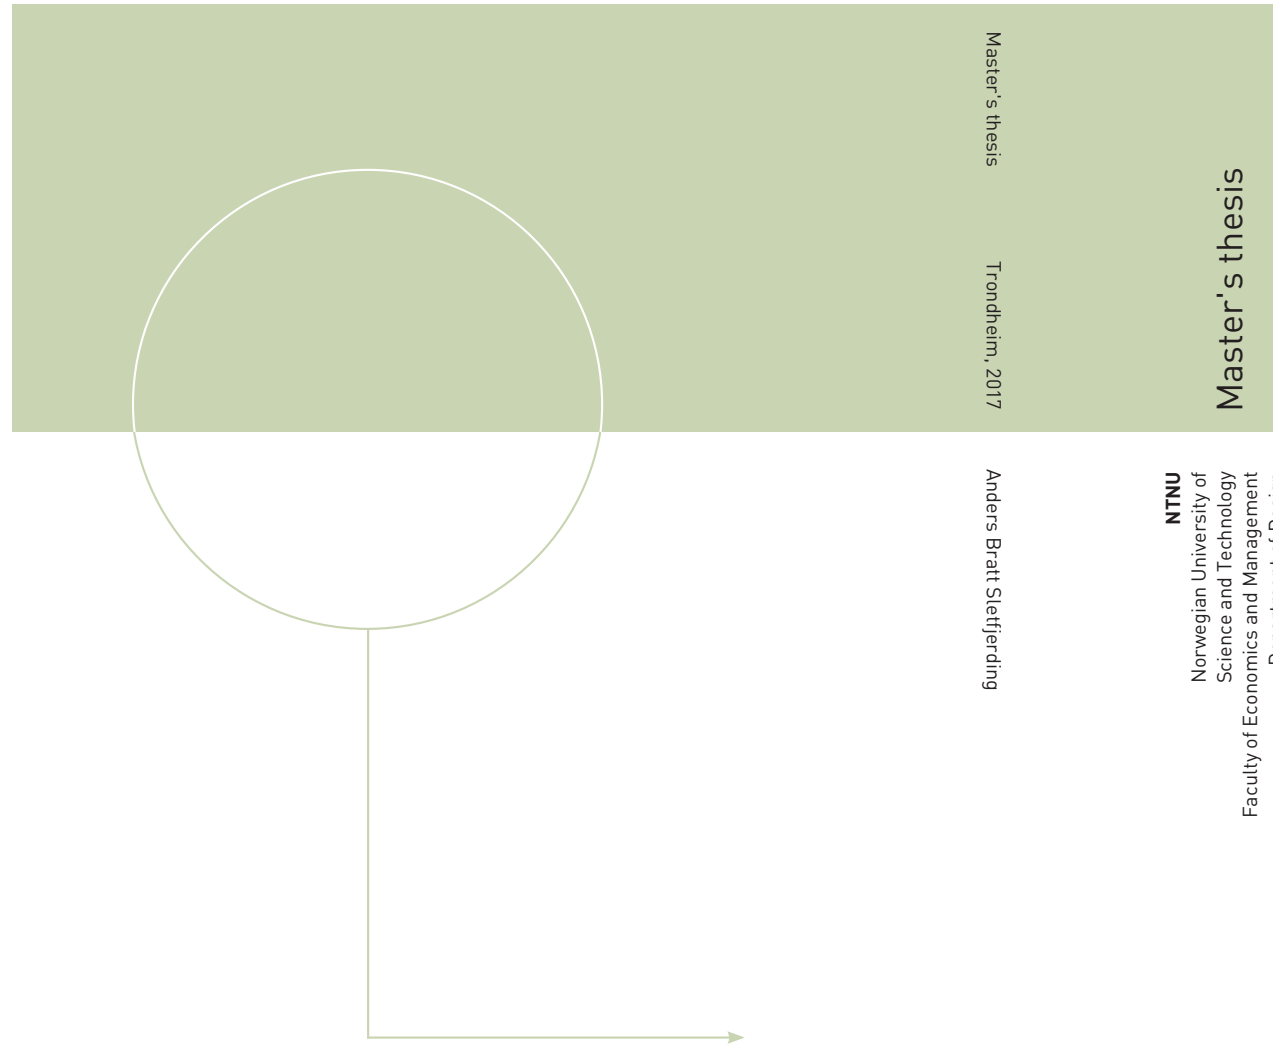 Master's thesis
Trondheim, 2017
Anders Bratt Sletfjerding
Master's thesis
NTNU
Norwegian University of
Science and Technology
Faculty of Economics and Management